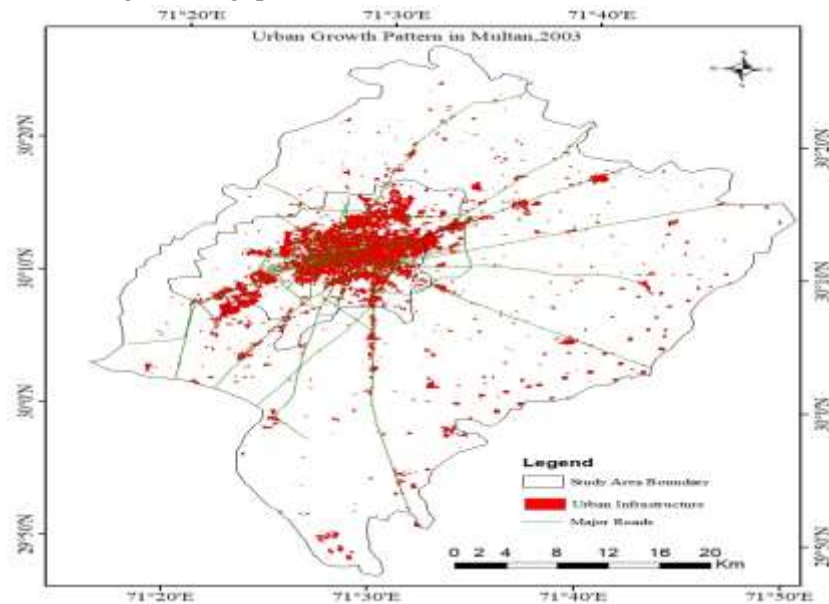 71°20'E 71°30'E 71°40'E
Urban Growth Pattern in Multan,2003
30°20'N
30°10'N
30°0'N
29°50'N
Legend
Study Area Boundary
Urban Infrastructure
Major Roads
0 2 4 8 12 16 20
Km
71°20'E 71°30'E 71°40'E 71°50'E